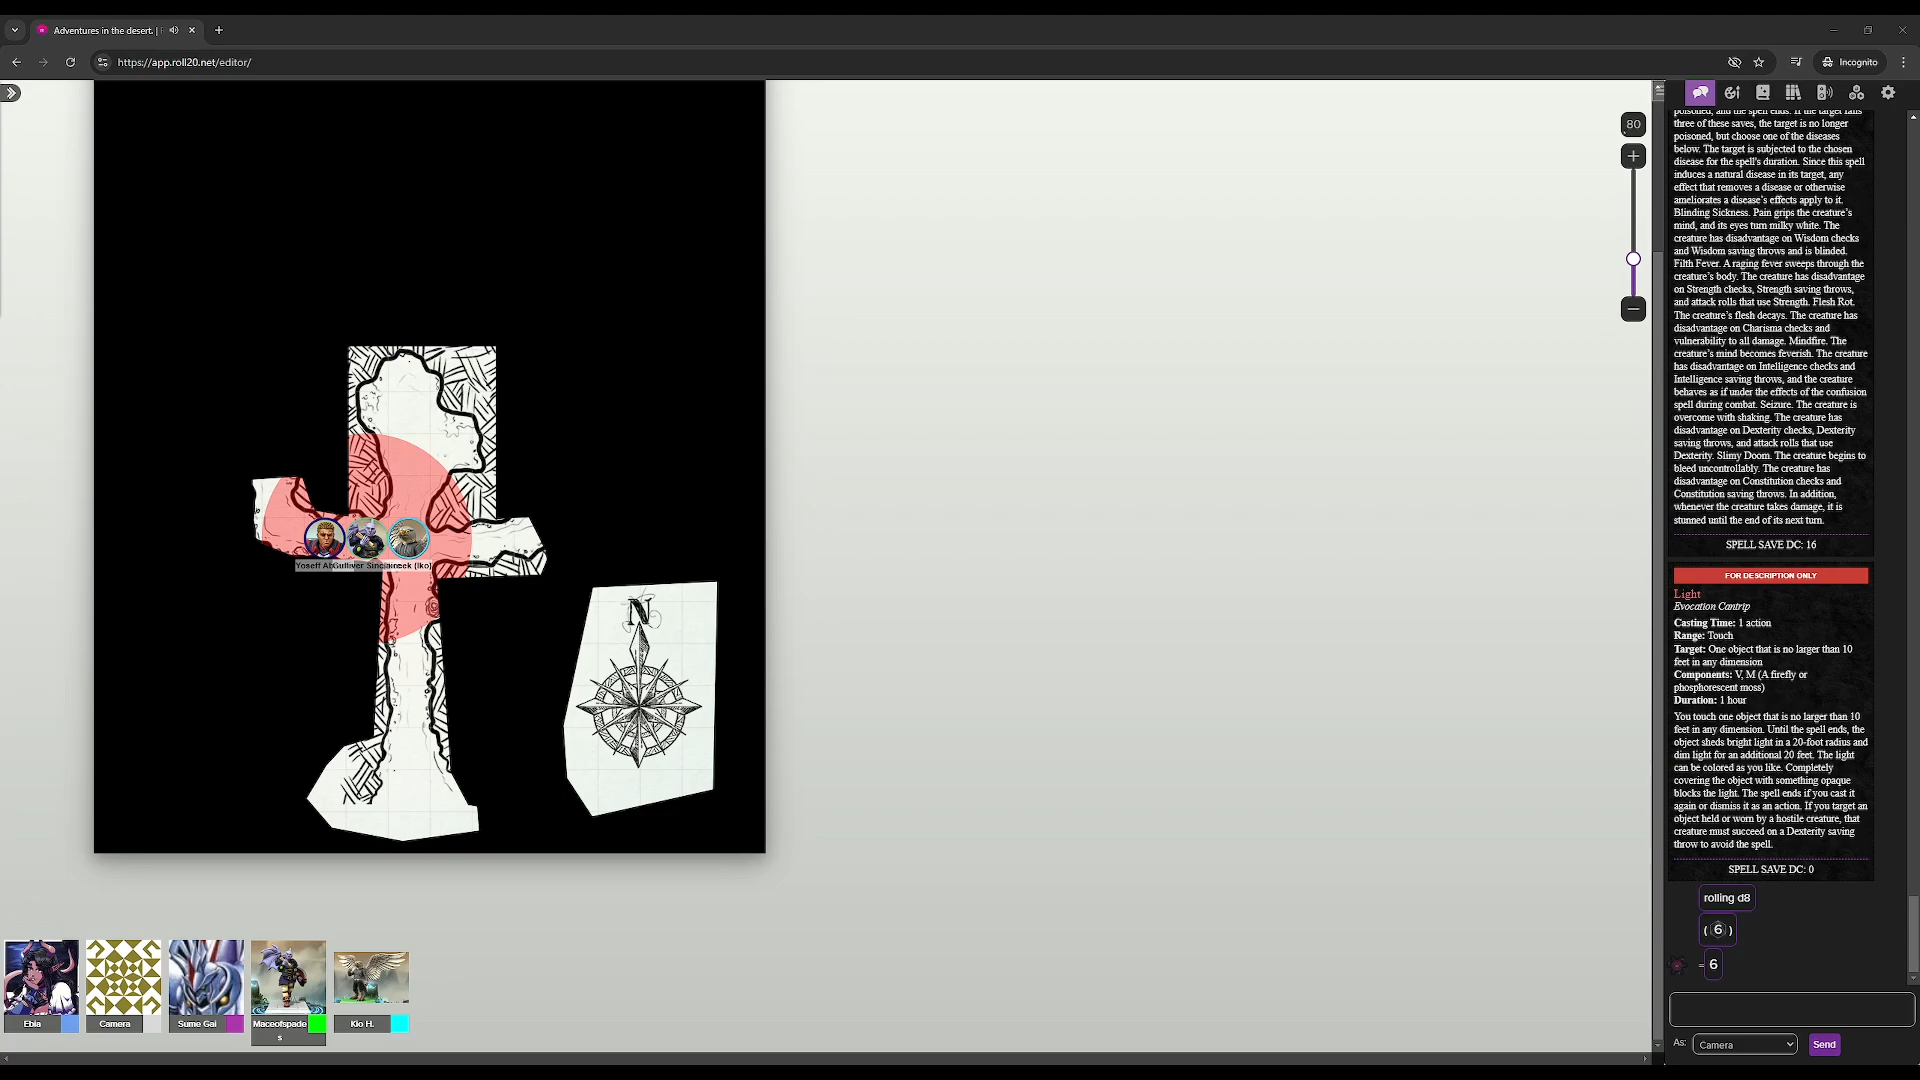 Adventures in the desert. |
https://app.roll20.net/editor/
Incognito
80
poisoned, and the spell ends. If the target fails
three of these saves, the target is no longer
poisoned, but choose one of the diseases
below. The target is subjected to the chosen
disease for the spell's duration. Since this spell
induces a natural disease in its target, any
effect that removes a disease or otherwise
ameliorates a disease's effects apply to it.
Blinding Sickness. Pain grips the creature's
mind, and its eyes turn milky white. The
creature has disadvantage on Wisdom checks
and Wisdom saving throws and is blinded.
Filth Fever. A raging fever sweeps through the
creature's body. The creature has disadvantage
on Strength checks, Strength saving throws,
and attack rolls that use Strength. Flesh Rot.
The creature's flesh decays. The creature has
disadvantage on Charisma checks and
vulnerability to all damage. Mindfire. The
creature's mind becomes feverish. The creature
has disadvantage on Intelligence checks and
Intelligence saving throws, and the creature
behaves as if under the effects of the confusion
spell during combat. Seizure. The creature is
overcome with shaking. The creature has
disadvantage on Dexterity checks, Dexterity
saving throws, and attack rolls that use
Dexterity. Slimy Doom. The creature begins to
bleed uncontrollably. The creature has
disadvantage on Constitution checks and
Constitution saving throws. In addition,
whenever the creature takes damage, it is
stunned until the end of its next turn.
SPELL SAVE DC: 16
FOR DESCRIPTION ONLY
Light
Evocation Cantrip
Casting Time: 1 action
Range: Touch
Target: One object that is no larger than 10
feet in any dimension
Components: V, M (A firefly or
phosphorescent moss)
Duration: 1 hour
You touch one object that is no larger than 10
feet in any dimension. Until the spell ends, the
object sheds bright light in a 20-foot radius and
dim light for an additional 20 feet. The light
can be colored as you like. Completely
covering the object with something opaque
blocks the light. The spell ends if you cast it
again or dismiss it as an action. If you target an
object held or worn by a hostile creature, that
creature must succeed on a Dexterity saving
throw to avoid the spell.
SPELL SAVE DC: 0
rolling d8
( 6 )
= 6
As: Camera Send
Yoseff Gulliver (Iko)
N
Ebia
Camera
Sume Gai
Maceofspade
s
Kio H.